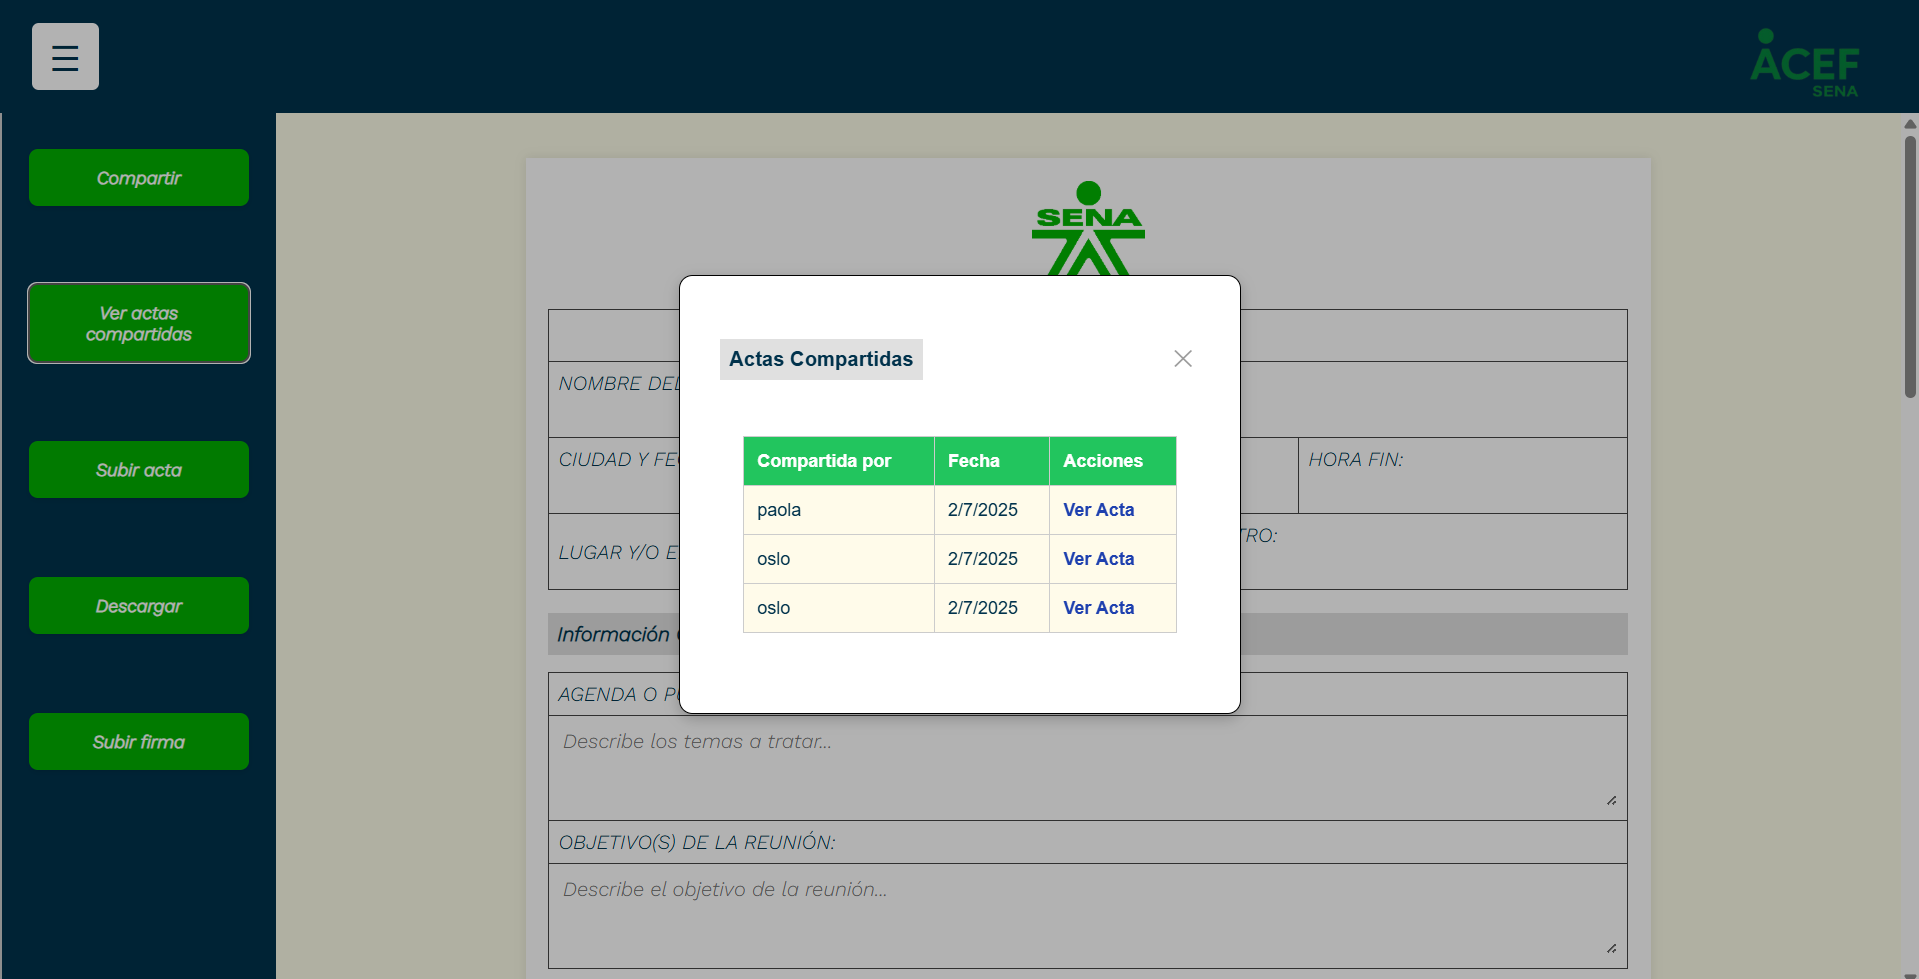 ACEF
SENA
Compartir
Ver actas
compartidas
Subir acta
Descargar
Subir firma
SENA
NOMBRE DEL
CIUDAD Y FE
HORA FIN:
LUGAR Y/O E
TRO:
Información
AGENDA O P
Describe los temas a tratar...
OBJETIVO(S) DE LA REUNIÓN:
Describe el objetivo de la reunión...
Actas Compartidas
Compartida por Fecha Acciones
paola 2/7/2025 Ver Acta
oslo 2/7/2025 Ver Acta
oslo 2/7/2025 Ver Acta